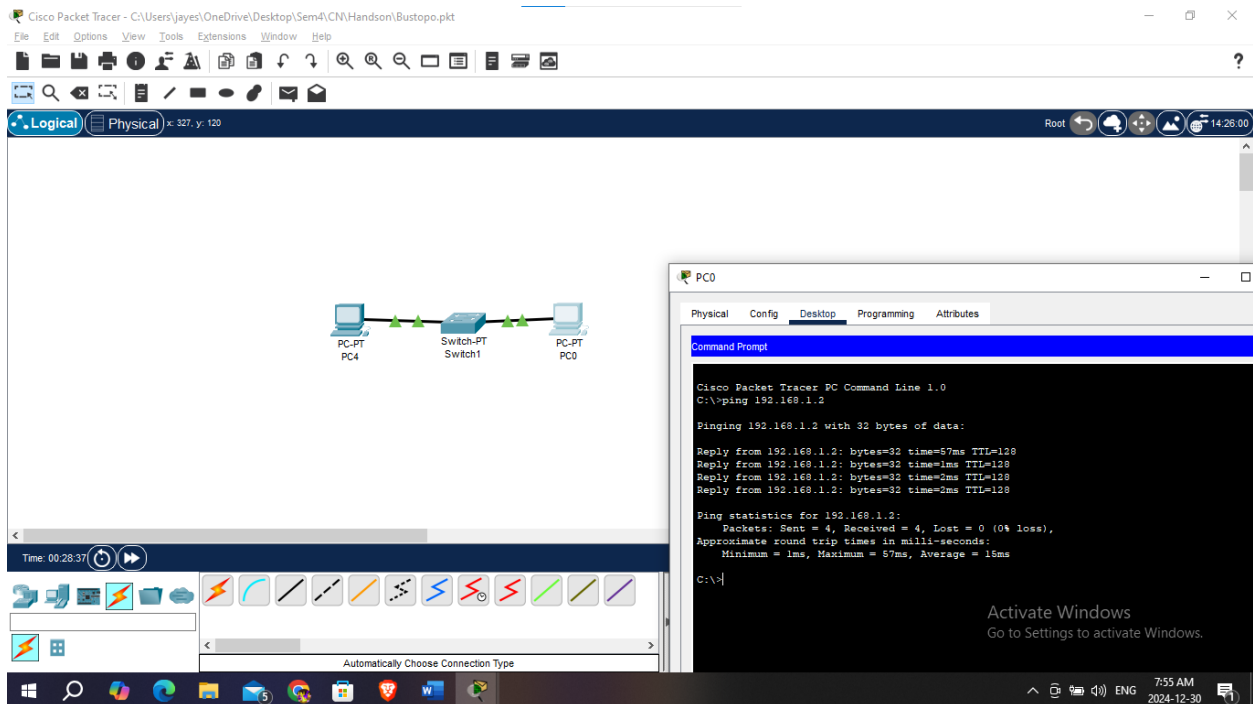 Cisco Packet Tracer - C:\Users\jayes\OneDrive\Desktop\Sem4\CN\Handson\Bustopo.pkt
File Edit Options View Tools Extensions Window Help
?
Logical Physical x: 327, y: 120
Root 14:26:00
PC-PT
PC4
Switch-PT
Switch1
PC-PT
PC0
PC0
Physical Config Desktop Programming Attributes
Command Prompt
Cisco Packet Tracer PC Command Line 1.0
C:\>ping 192.168.1.2
Pinging 192.168.1.2 with 32 bytes of data:
Reply from 192.168.1.2: bytes=32 time=57ms TTL=128
Reply from 192.168.1.2: bytes=32 time=1ms TTL=128
Reply from 192.168.1.2: bytes=32 time=2ms TTL=128
Reply from 192.168.1.2: bytes=32 time=2ms TTL=128
Ping statistics for 192.168.1.2:
Packets: Sent = 4, Received = 4, Lost = 0 (0% loss),
Approximate round trip times in milli-seconds:
Minimum = 1ms, Maximum = 57ms, Average = 15ms
C:\>
Time: 00:28:37
Automatically Choose Connection Type
Activate Windows
Go to Settings to activate Windows.
5
ENG
7:55 AM
2024-12-30
1